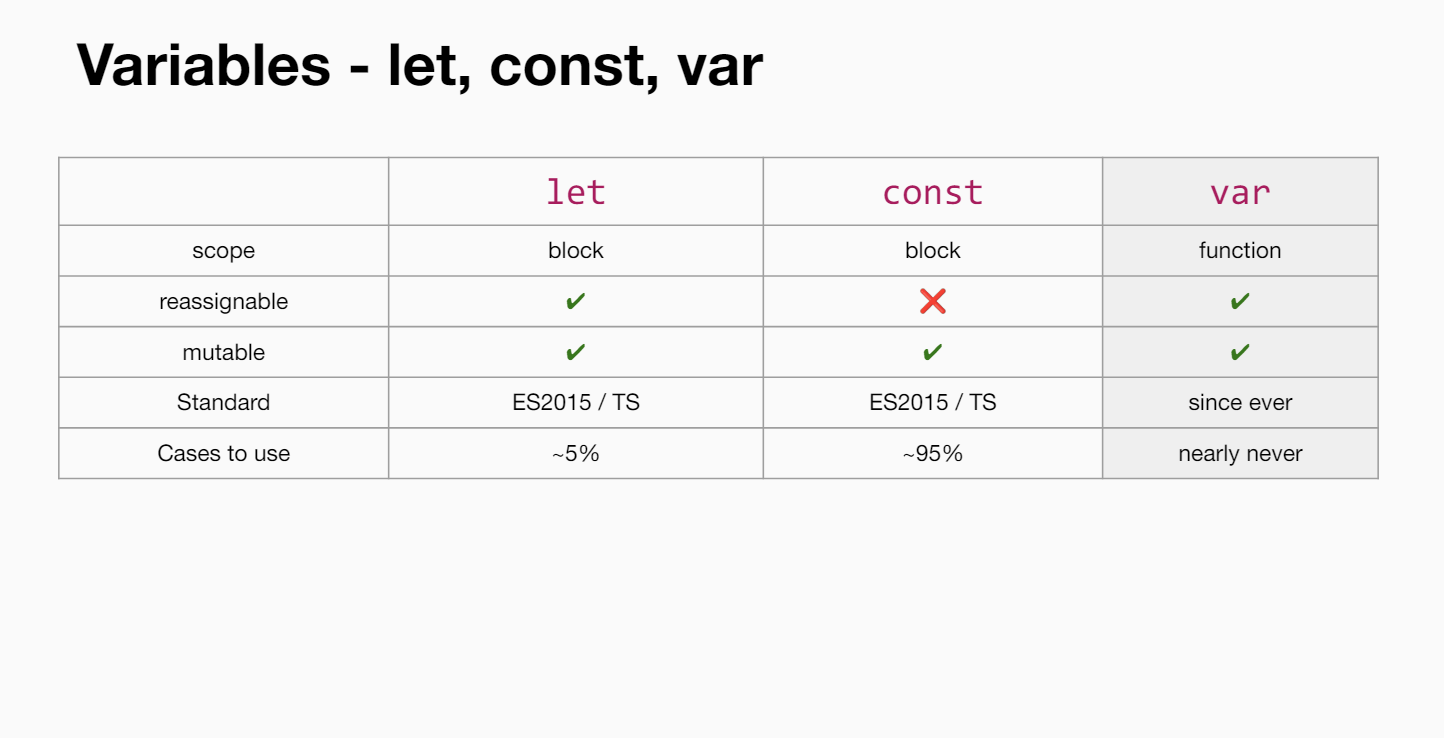 Variables - let, const, var
let const var
scope block block function
reassignable ✔ ❌ ✔
mutable ✔ ✔ ✔
Standard ES2015 / TS ES2015 / TS since ever
Cases to use ~5% ~95% nearly never